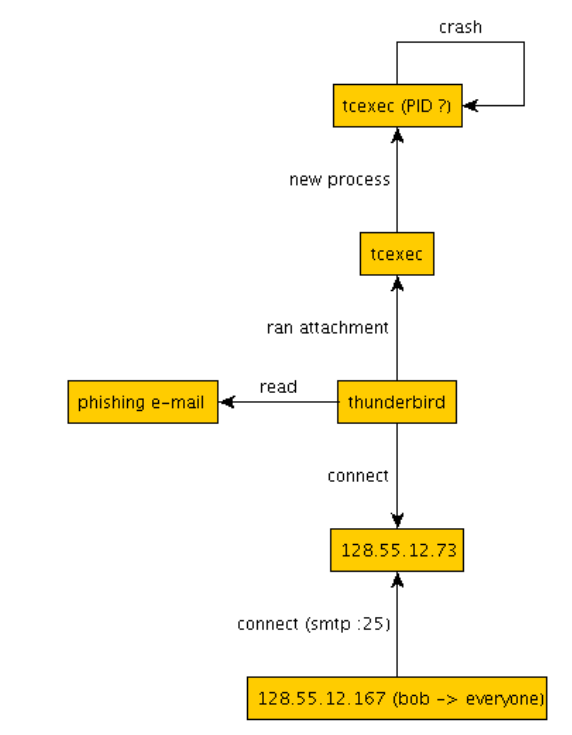 crash
tcexec (PID ?)
new process
tcexec
ran attachment
phishing e-mail
read
thunderbird
connect
128.55.12.73
connect (smtp :25)
128.55.12.167 (bob -> everyone)